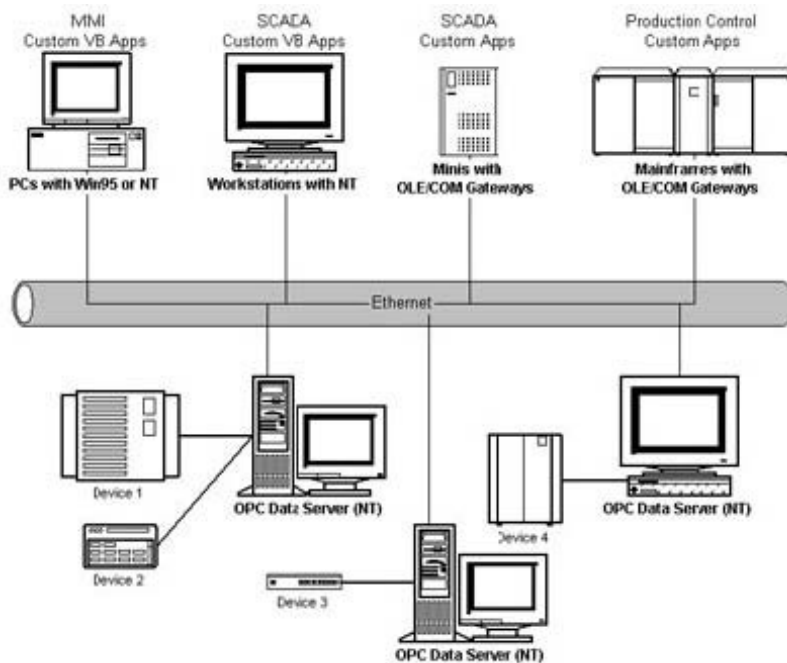 MMI
Custom VB Apps
SCADA
Custom VB Apps
SCADA
Custom Apps
Production Control
Custom Apps
PCs with Win95 or NT
Workstations with NT
Minis with
OLE/COM Gateways
Mainframes with
OLE/COM Gateways
Ethernet
Device 1
OPC Data Server (NT)
Device 2
Device 4
OPC Data Server (NT)
Device 3
OPC Data Server (NT)